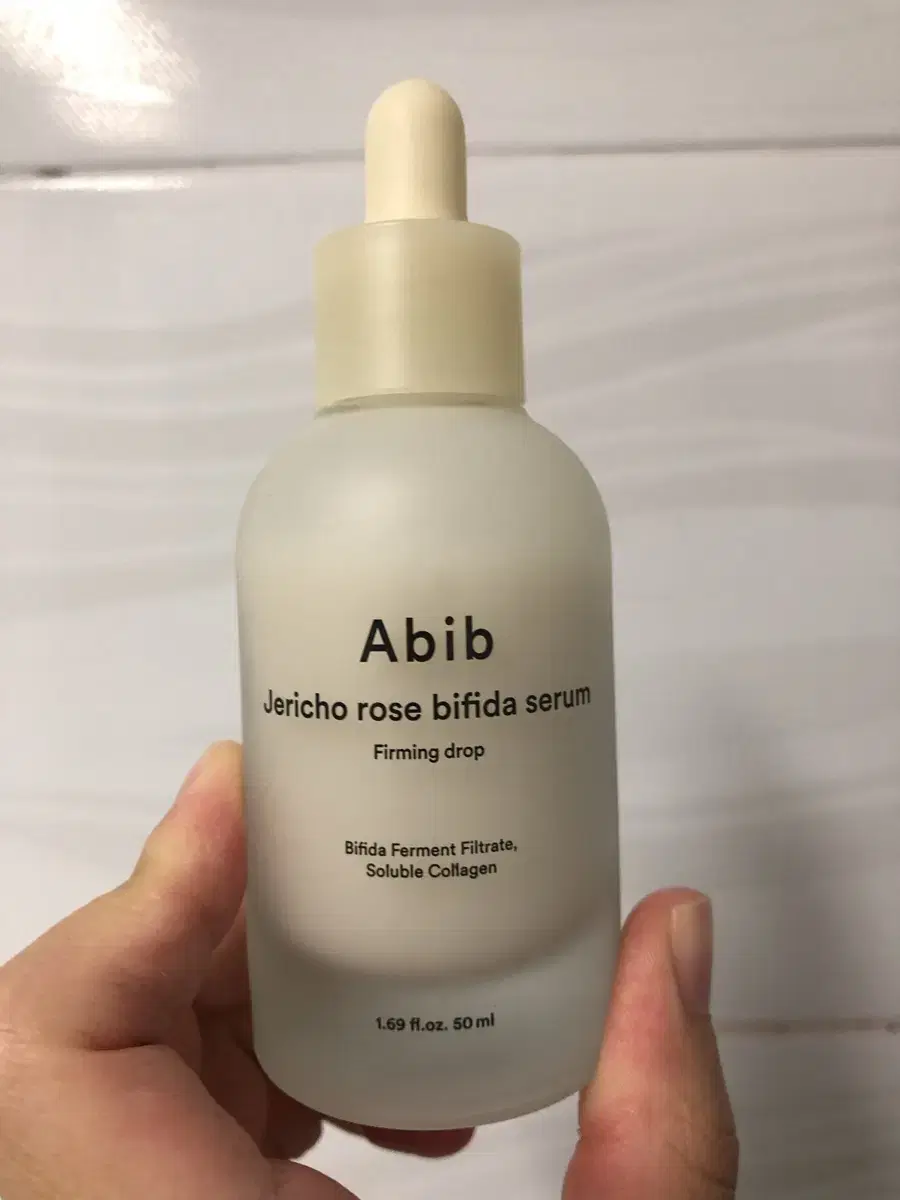 Abib
Jericho rose bifida serum
Firming drop
Bifida Ferment Filtrate,
Soluble Collagen
1.69 fl.oz. 50 ml